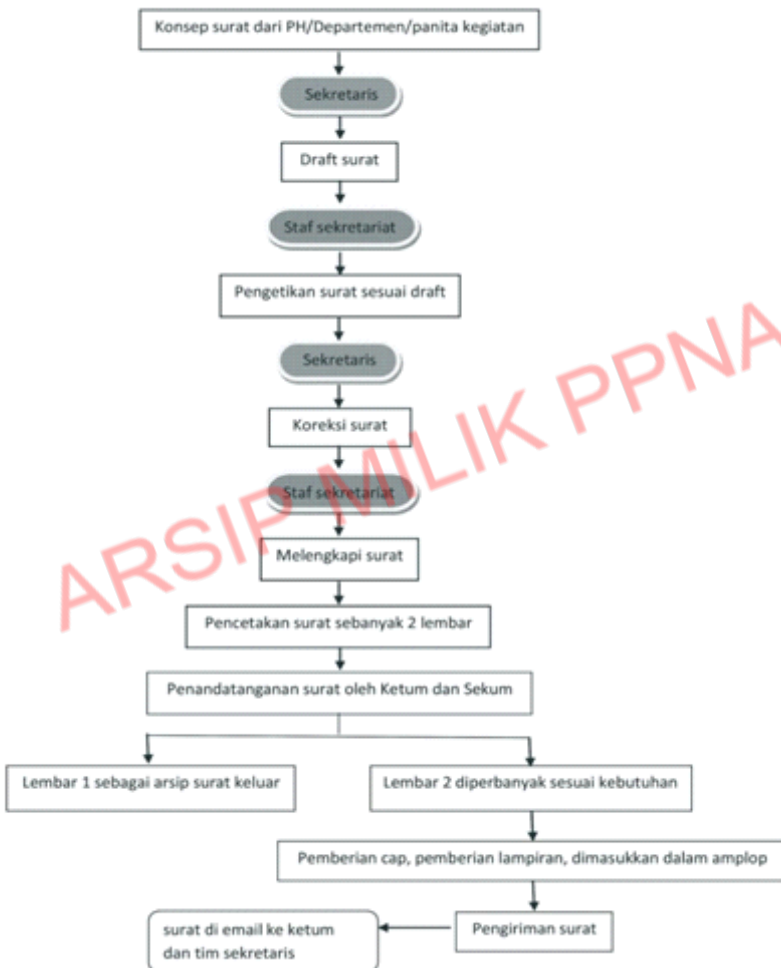 Konsep surat dari PH/Departemen/panita kegiatan
Sekretaris
Draft surat
Staf sekretariat
Pengetikan surat sesuai draft
Sekretaris
Koreksi surat
Staf sekretariat
Melengkapi surat
Pencetakan surat sebanyak 2 lembar
Penandatanganan surat oleh Ketum dan Sekum
Lembar 1 sebagai arsip surat keluar
Lembar 2 diperbanyak sesuai kebutuhan
Pemberian cap, pemberian lampiran, dimasukkan dalam amplop
Pengiriman surat
surat di email ke ketum
dan tim sekretaris
ARSIP MILIK PPNA